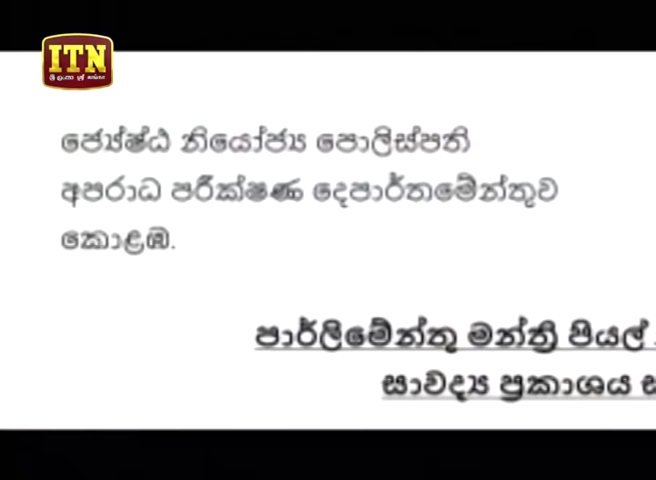 ITN
ජ්‍යේෂ්ඨ නියෝජ්‍ය පොලිස්පති
අපරාධ පරීක්ෂණ දෙපාර්තමේන්තුව
කොළඹ.
පාර්ලිමේන්තු මන්ත්‍රී පියල්
සාවද්‍ය ප්‍රකාශය